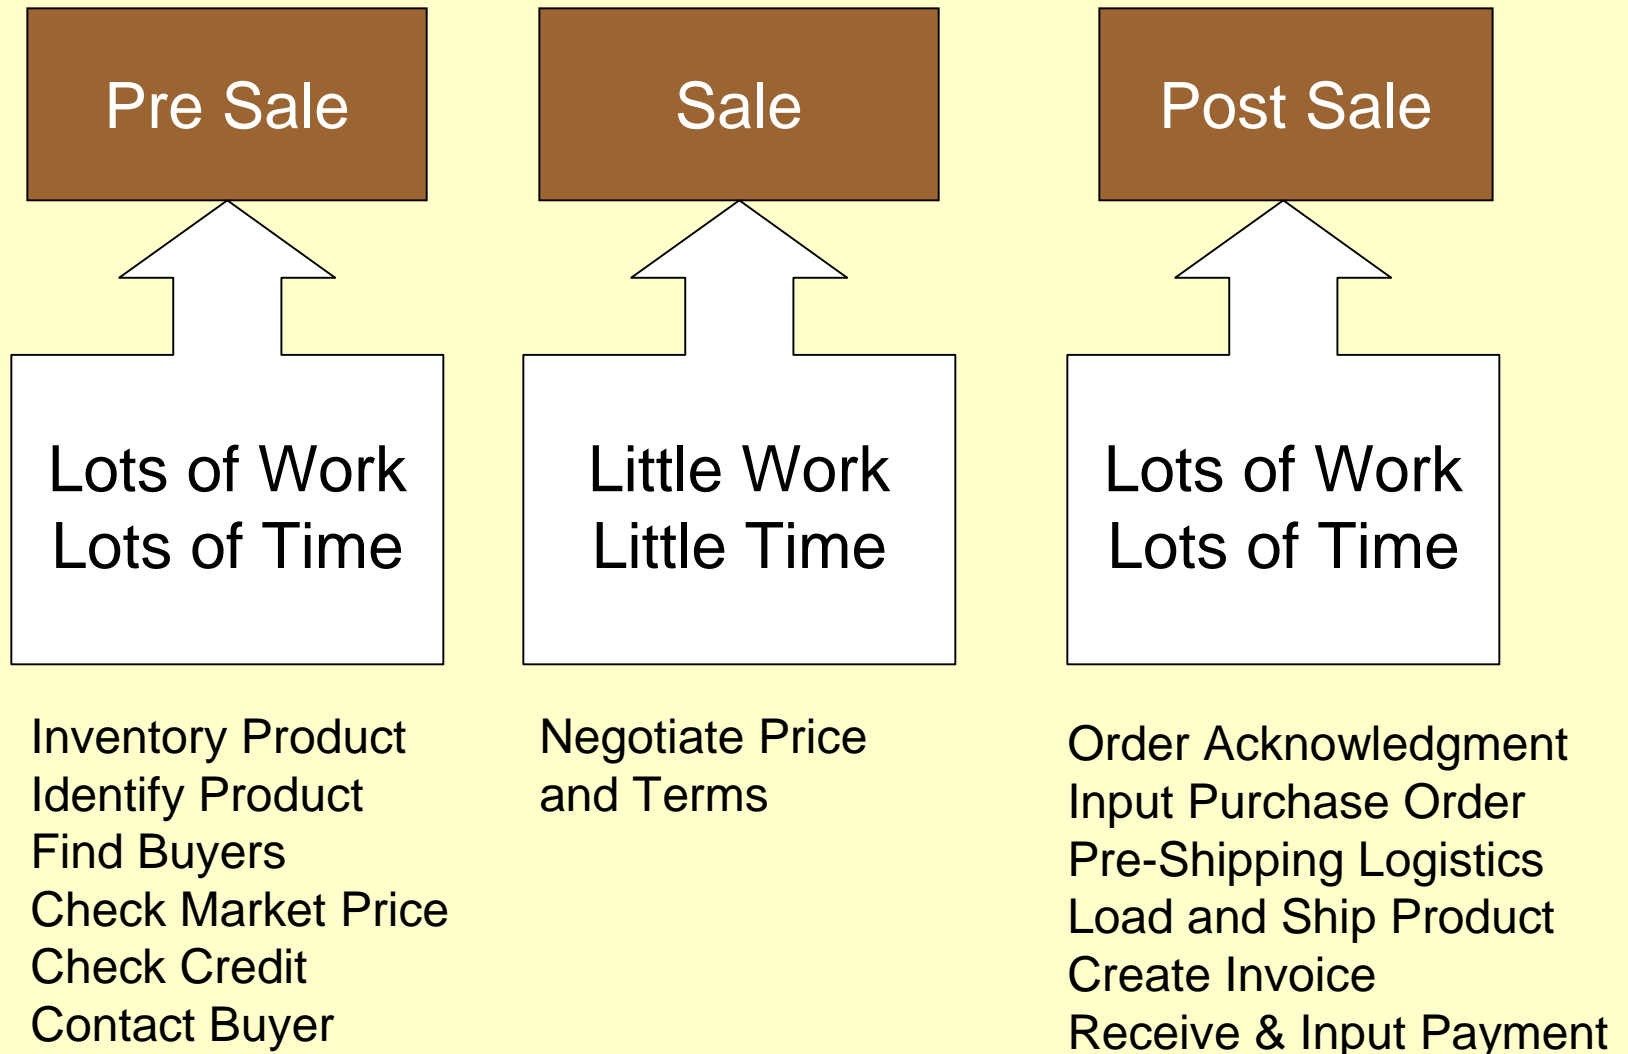 Pre Sale
Sale
Post Sale
Lots of Work
Lots of Time
Little Work
Little Time
Lots of Work
Lots of Time
Inventory Product
Identify Product
Find Buyers
Check Market Price
Check Credit
Contact Buyer
Negotiate Price
and Terms
Order Acknowledgment
Input Purchase Order
Pre-Shipping Logistics
Load and Ship Product
Create Invoice
Receive & Input Payment